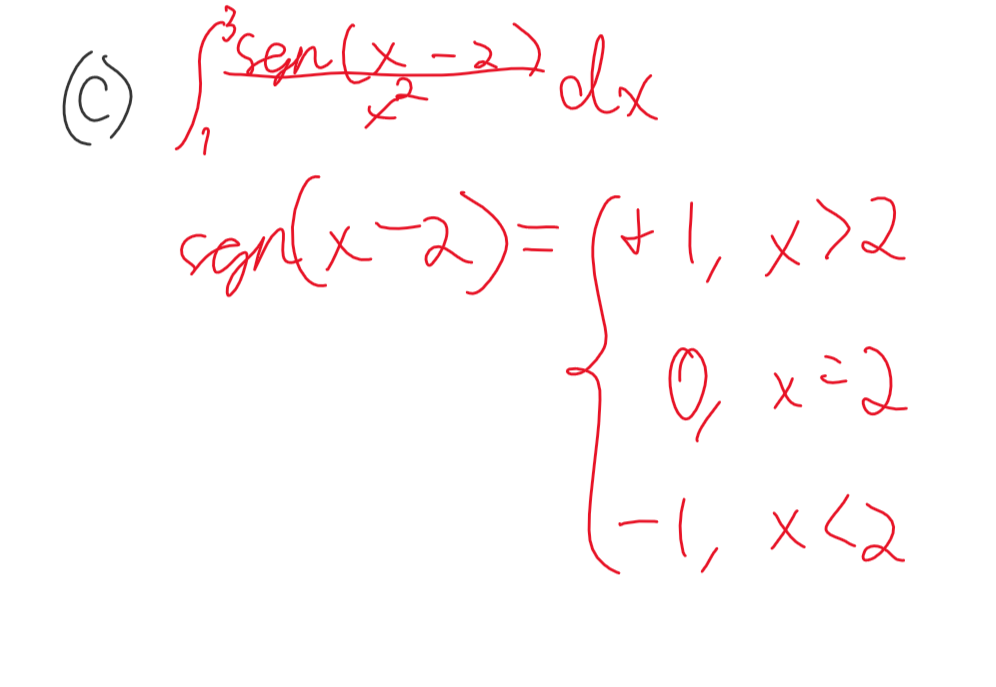 (c) ∫₁³ sgn(x-2)/x² dx
sgn(x-2)= { +1, x>2
0, x=2
-1, x<2